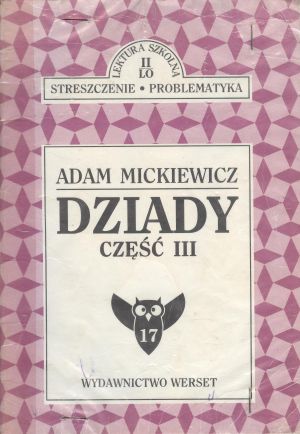 LEKTURA SZKOLNA
II
LO
STRESZCZENIE • PROBLEMATYKA
ADAM MICKIEWICZ
DZIADY
CZĘŚĆ III
17
WYDAWNICTWO WERSET